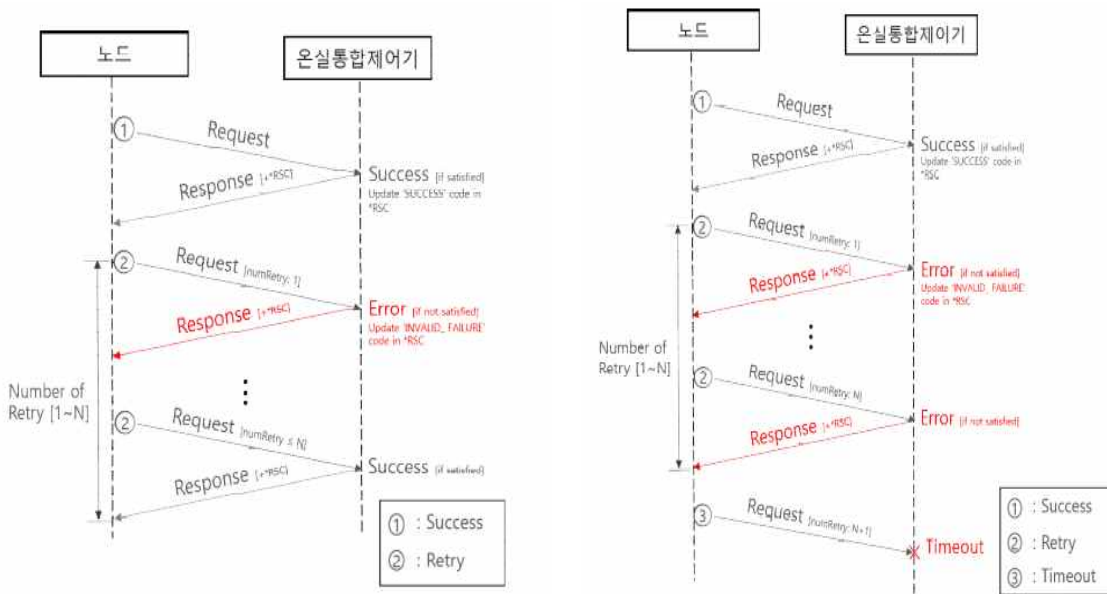 노드
온실통합제어기
①
Request
Response [+*RSC]
Success [if satisfied]
Update 'SUCCESS' code in
*RSC
②
Request [numRetry: 1]
Response [+*RSC]
Error [if not satisfied]
Update 'INVALID_ FAILURE'
code in *RSC
Number of
Retry [1~N]
②
Request [numRetry ≤ N]
Response [+*RSC]
Success [if satisfied]
① : Success
② : Retry
노드
온실통합제이기
①
Request
Response [+*RSC]
Success [if satisfied]
Update 'SUCCESS' code in
*RSC
②
Request [numRetry: 1]
Response [+*RSC]
Error [if not satisfied]
Update 'INVALID_ FAILURE'
code in *RSC
Number of
Retry [1~N]
②
Request [numRetry: N]
Response [+*RSC]
Error [if not satisfied]
③
Request [numRetry: N+1]
Timeout
① : Success
② : Retry
③ : Timeout